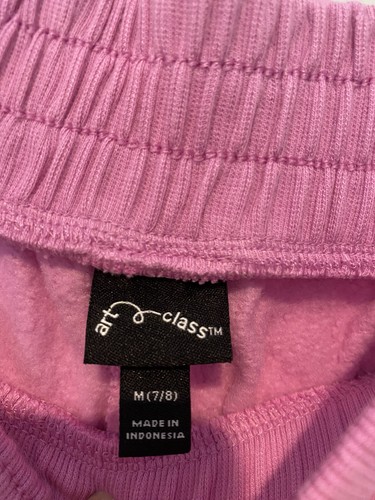 art class™
M (7/8)
MADE IN
INDONESIA